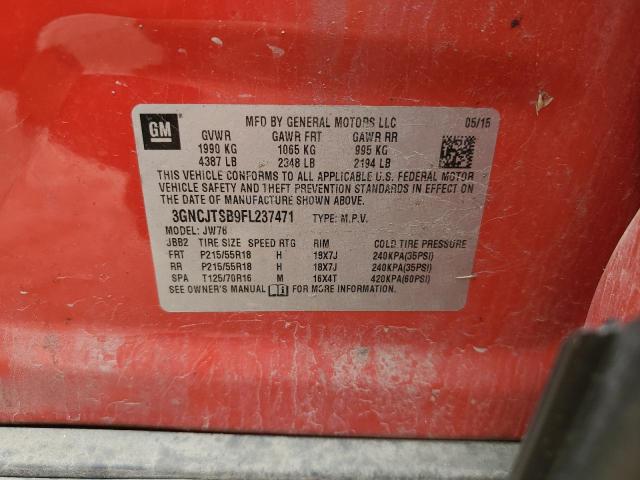 MFD BY GENERAL MOTORS LLC 05/15
GM
GVWR GAWR FRT GAWR RR
1990 KG 1065 KG 995 KG
4387 LB 2348 LB 2194 LB
THIS VEHICLE CONFORMS TO ALL APPLICABLE U.S. FEDERAL MOTOR
VEHICLE SAFETY AND THEFT PREVENTION STANDARDS IN EFFECT ON
THE DATE OF MANUFACTURE SHOWN ABOVE.
3GNCJTSB9FL237471 TYPE: M.P.V.
MODEL: JW76
JBB2 TIRE SIZE SPEED RTG RIM COLD TIRE PRESSURE
FRT P215/55R18 H 18X7J 240KPA(35PSI)
RR P215/55R18 H 18X7J 240KPA(35PSI)
SPA T125/70R16 M 16X4T 420KPA(60PSI)
SEE OWNER'S MANUAL FOR MORE INFORMATION